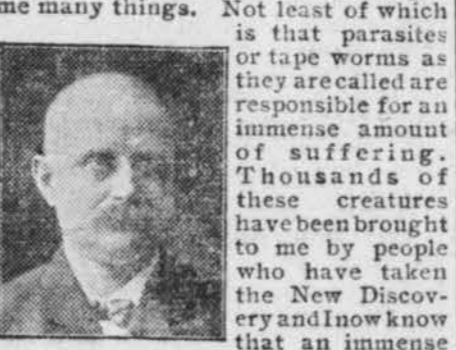 me many things. Not least of which
is that parasites
or tape worms as
they are called are
responsible for an
immense amount
of suffering.
Thousands of
these creatures
have been brought
to me by people
who have taken
the New Discov-
ery and I now know
that an immense